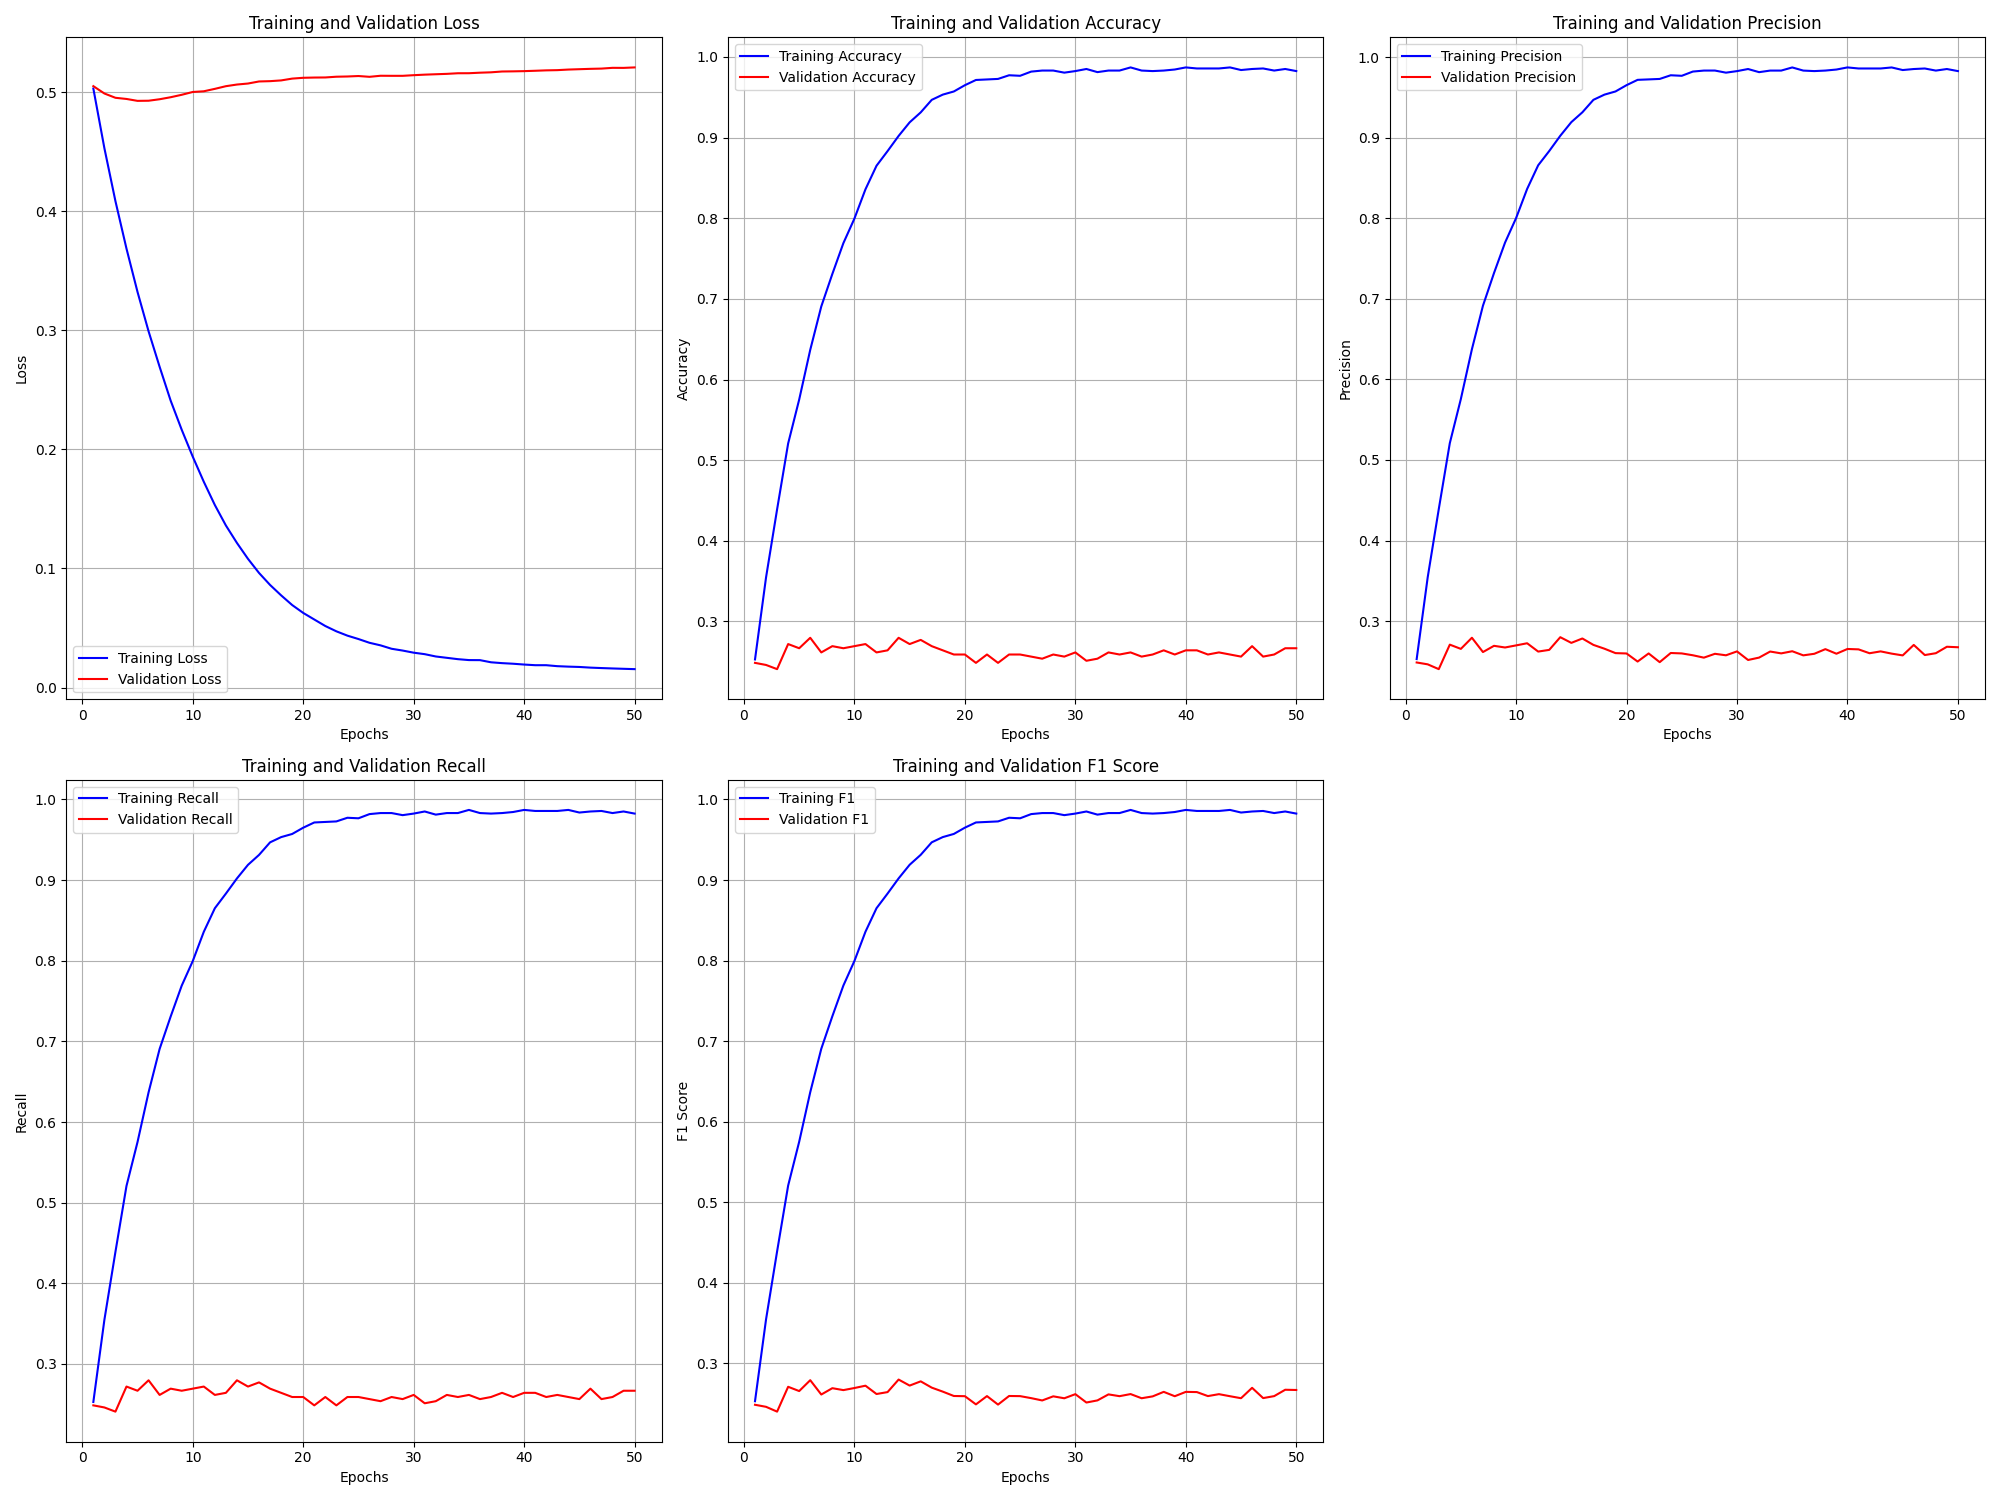 Training and Validation Loss
0.5
0.4
0.3
0.2
0.1
0.0
Loss
Training Loss
Validation Loss
0 10 20 30 40 50
Epochs
Training and Validation Accuracy
Training Accuracy
Validation Accuracy
1.0
0.9
0.8
0.7
0.6
0.5
0.4
0.3
Accuracy
0 10 20 30 40 50
Epochs
Training and Validation Precision
Training Precision
Validation Precision
1.0
0.9
0.8
0.7
0.6
0.5
0.4
0.3
Precision
0 10 20 30 40 50
Epochs
Training and Validation Recall
Training Recall
Validation Recall
1.0
0.9
0.8
0.7
0.6
0.5
0.4
0.3
Recall
0 10 20 30 40 50
Epochs
Training and Validation F1 Score
Training F1
Validation F1
1.0
0.9
0.8
0.7
0.6
0.5
0.4
0.3
F1 Score
0 10 20 30 40 50
Epochs